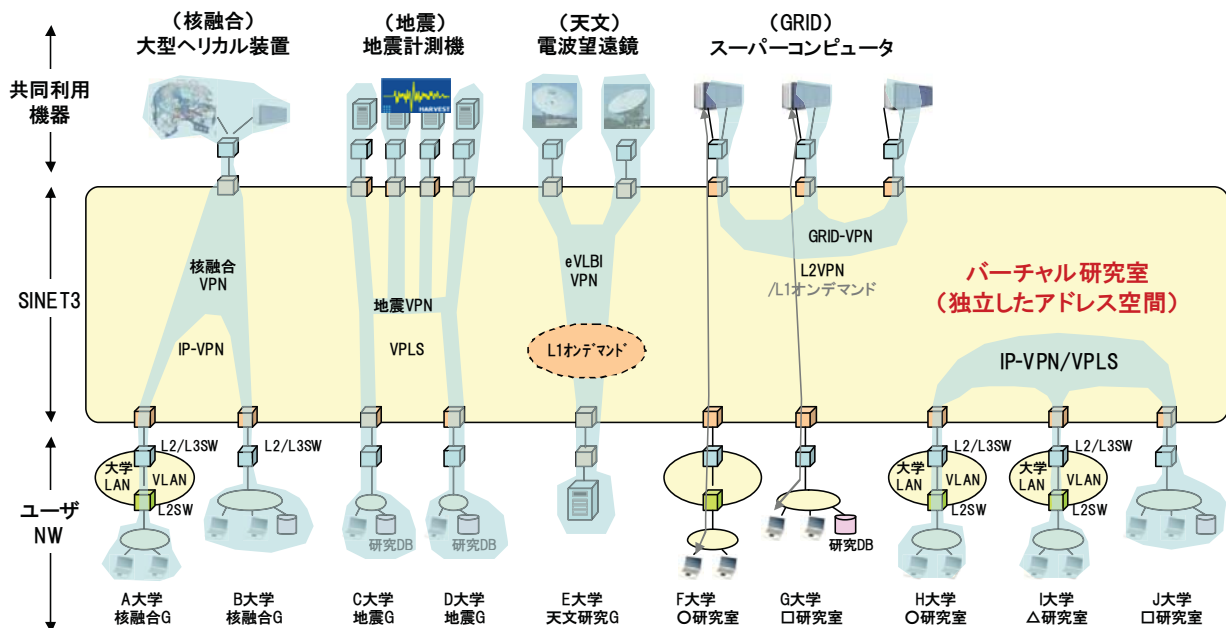 (核融合)
大型ヘリカル装置
(地震)
地震計測機
(天文)
電波望遠鏡
(GRID)
スーパーコンピュータ
共同利用
機器
HARVEST
SINET3
核融合
VPN
IP-VPN
地震VPN
VPLS
eVLBI
VPN
L1オンデマンド
GRID-VPN
L2VPN
/L1オンデマンド
バーチャル研究室
(独立したアドレス空間)
IP-VPN/VPLS
ユーザ
NW
L2/L3SW
大学
LAN
VLAN
L2SW
L2/L3SW
研究DB
研究DB
研究DB
L2/L3SW
大学
LAN
VLAN
L2SW
L2/L3SW
大学
LAN
VLAN
L2SW
A大学
核融合G
B大学
核融合G
C大学
地震G
D大学
地震G
E大学
天文研究G
F大学
○研究室
G大学
□研究室
H大学
○研究室
I大学
△研究室
J大学
□研究室